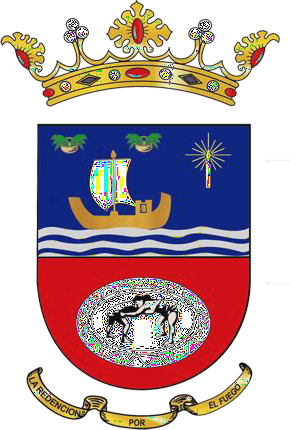 LA REDENCION
POR
EL FUEGO